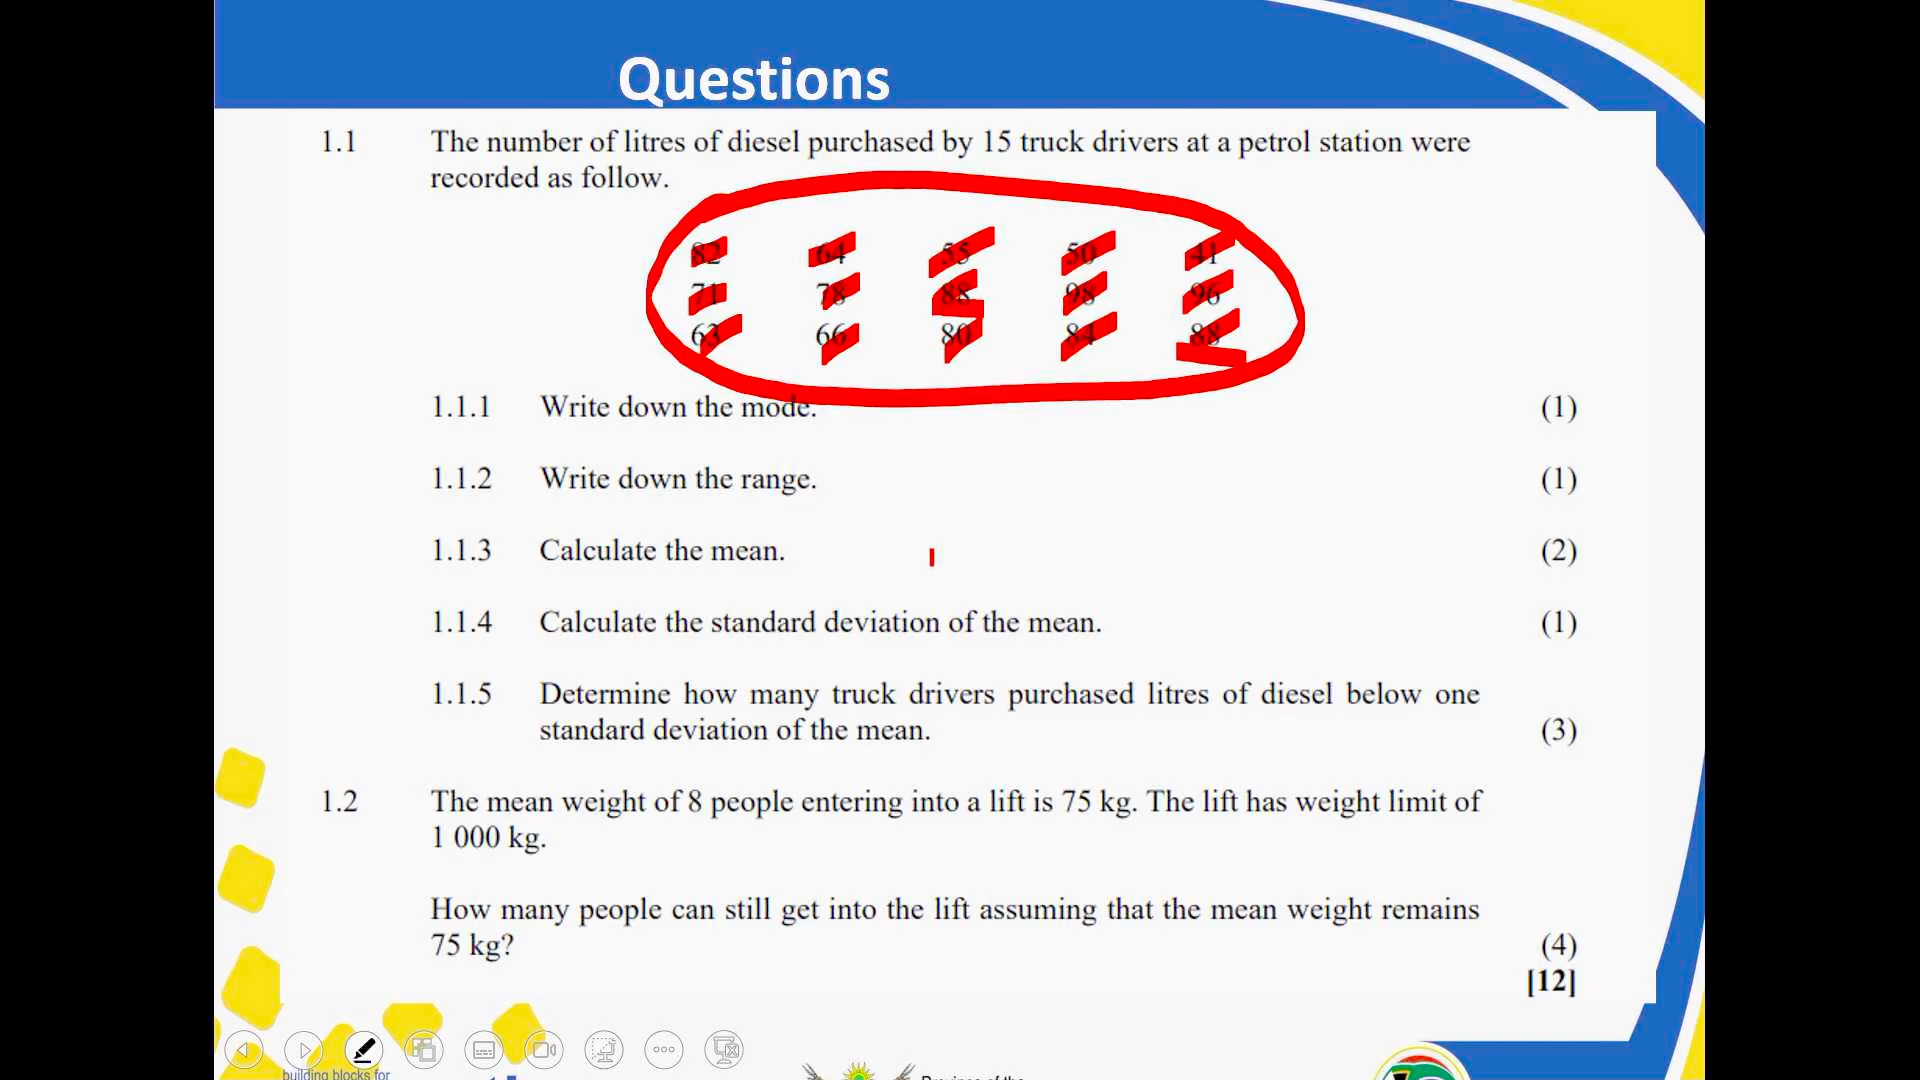 Questions
1.1 The number of litres of diesel purchased by 15 truck drivers at a petrol station were
recorded as follow.
82 64 55 50 41
71 78 88 98 96
63 66 80 84 88
1.1.1 Write down the mode. (1)
1.1.2 Write down the range. (1)
1.1.3 Calculate the mean. (2)
1.1.4 Calculate the standard deviation of the mean. (1)
1.1.5 Determine how many truck drivers purchased litres of diesel below one
standard deviation of the mean. (3)
1.2 The mean weight of 8 people entering into a lift is 75 kg. The lift has weight limit of
1 000 kg.
How many people can still get into the lift assuming that the mean weight remains
75 kg? (4)
[12]
building blocks for
Province of the